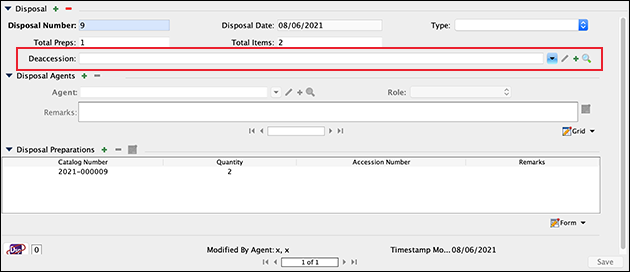 Disposal
Disposal Number: 9 Disposal Date: 08/06/2021 Type:
Total Preps: 1 Total Items: 2
Deaccession:
Disposal Agents
Agent: Role:
Remarks:
Grid
Disposal Preparations
Catalog Number Quantity Accession Number Remarks
2021-000009 2
Form
Dis 0 Modified By Agent: x, x Timestamp Mo... 08/06/2021
1 of 1 Save